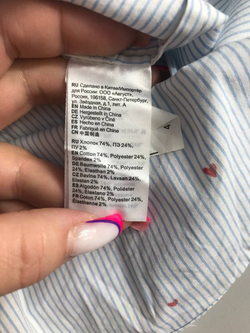 RU Сделано в Китае/Импортёр
для России: ООО «Август»,
Россия, 196158, Санкт-Петербург,
ул. Звёздная, д.1, лит. А
EN Made in China
DE Hergestellt in China
CZ Vyrobeno v Číně
ES Hecho en China
FR Fabriqué en China
CN 中国制造
RU Хлопок 74%, ПЭ 24%,
ПУ 2%
EN Cotton 74%, Polyester 24%,
Spandex 2%
DE Baumwolle 74%, Polyester
24%, Elasthan 2%
CZ Bavlna 74%, Lavsan 24%,
Elastan 2%
ES Algodón 74%, Poliéster
24%, Elastano 2%
FR Coton 74%, Polyester 24%,
Elasthanne 2%